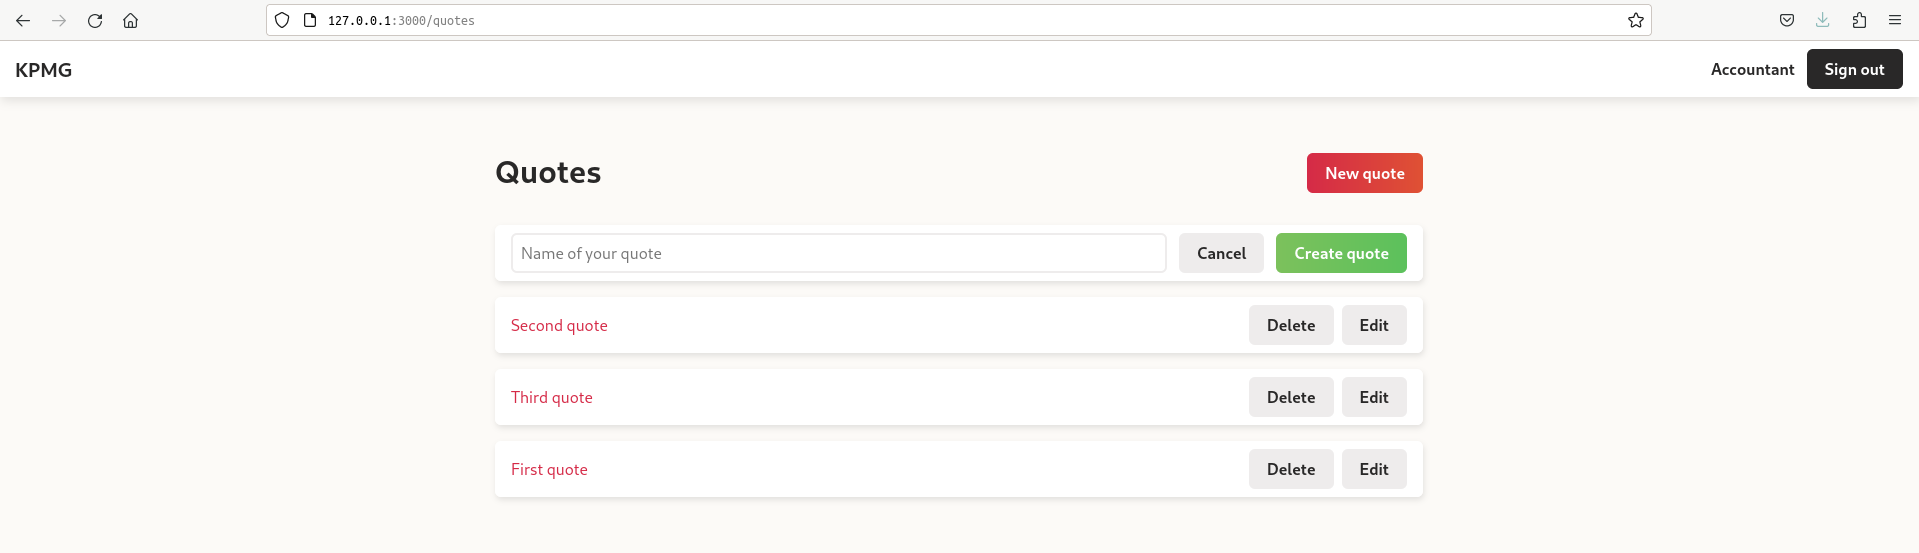 127.0.0.1:3000/quotes
KPMG Accountant Sign out
Quotes New quote
Name of your quote Cancel Create quote
Second quote Delete Edit
Third quote Delete Edit
First quote Delete Edit